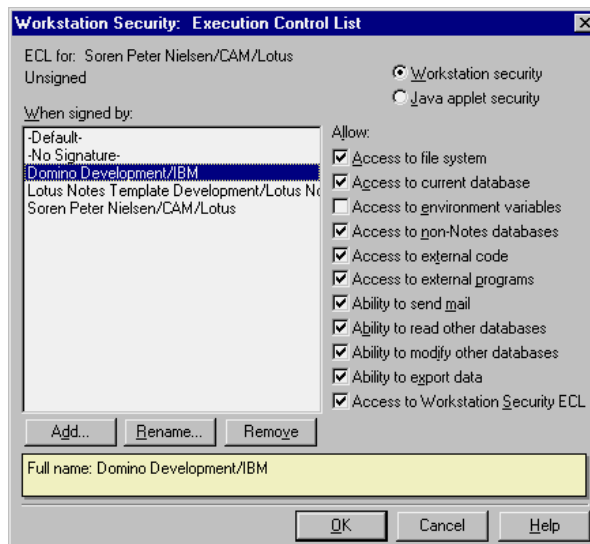 Workstation Security: Execution Control List
ECL for: Soren Peter Nielsen/CAM/Lotus
Unsigned
Workstation security
Java applet security
When signed by:
-Default-
-No Signature-
Domino Development/IBM
Lotus Notes Template Development/Lotus No
Soren Peter Nielsen/CAM/Lotus
Allow:
Access to file system
Access to current database
Access to environment variables
Access to non-Notes databases
Access to external code
Access to external programs
Ability to send mail
Ability to read other databases
Ability to modify other databases
Ability to export data
Access to Workstation Security ECL
Add...
Rename...
Remove
Full name: Domino Development/IBM
OK
Cancel
Help